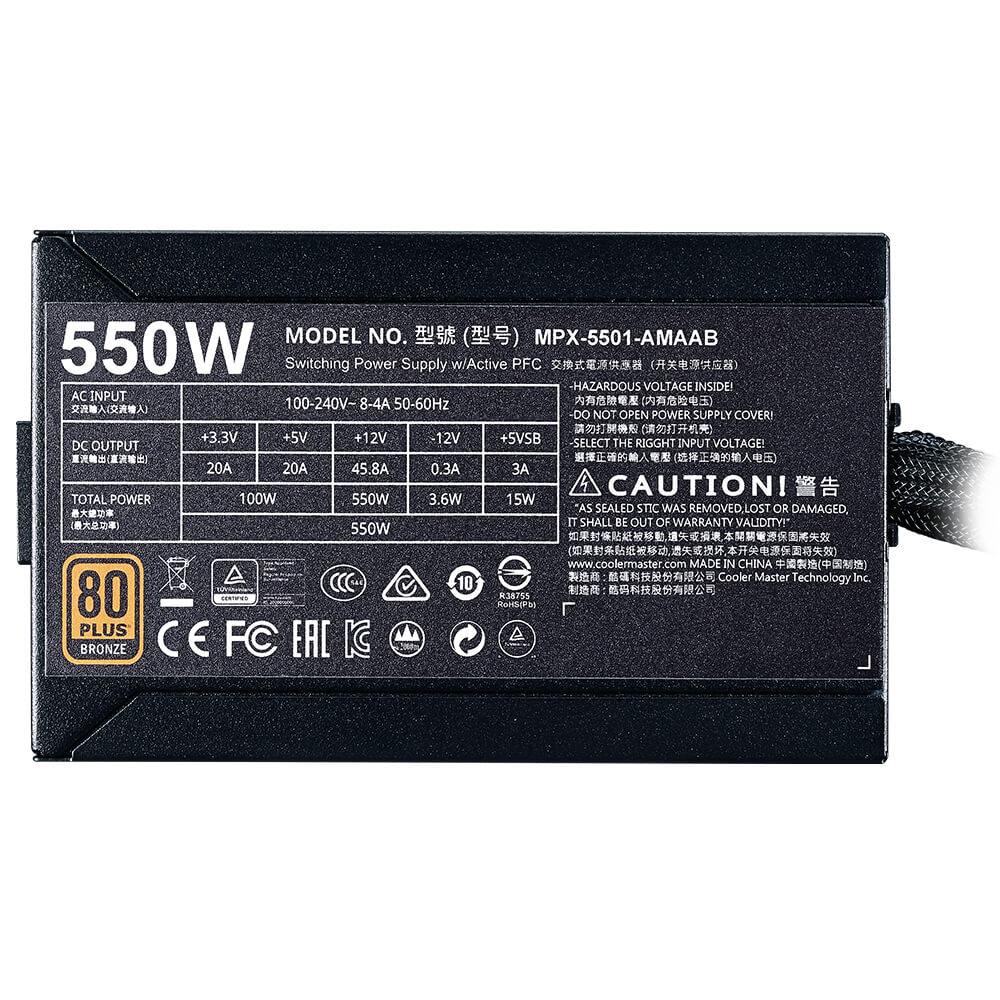 550W
MODEL NO. 型號 (型号) MPX-5501-AMAAB
Switching Power Supply w/Active PFC 交換式電源供應器 (开关电源供应器)
AC INPUT
交流輸入(交流输入)
100-240V~ 8-4A 50-60Hz
DC OUTPUT
直流輸出(直流输出)
+3.3V +5V +12V -12V +5VSB
20A 20A 45.8A 0.3A 3A
TOTAL POWER
最大總功率
(最大总功率)
100W 550W 3.6W 15W
550W
-HAZARDOUS VOLTAGE INSIDE!
內有危險電壓 (内有危险电压)
-DO NOT OPEN POWER SUPPLY COVER!
請勿打開機殼 (请勿打开机壳)
-SELECT THE RIGGHT INPUT VOLTAGE!
選擇正確的輸入電壓 (选择正确的输入电压)
CAUTION! 警告
"AS SEALED STIC WAS REMOVED,LOST OR DAMAGED,
IT SHALL BE OUT OF WARRANTY VALIDITY!"
如果封條貼紙被移動,遺失或損壞,本開關電源保固將失效
(如果封条贴纸被移动,遗失或损坏,本开关电源保固将失效)
www.coolermaster.com MADE IN CHINA 中國製造(中国制造)
製造商：酷碼科技股份有限公司 Cooler Master Technology Inc.
制造商：酷码科技股份有限公司
80
PLUS
BRONZE
TÜVRheinland
CERTIFIED
CCC S&E
10
R38755
RoHS(Pb)
CE FC EAC KC
≤2000m